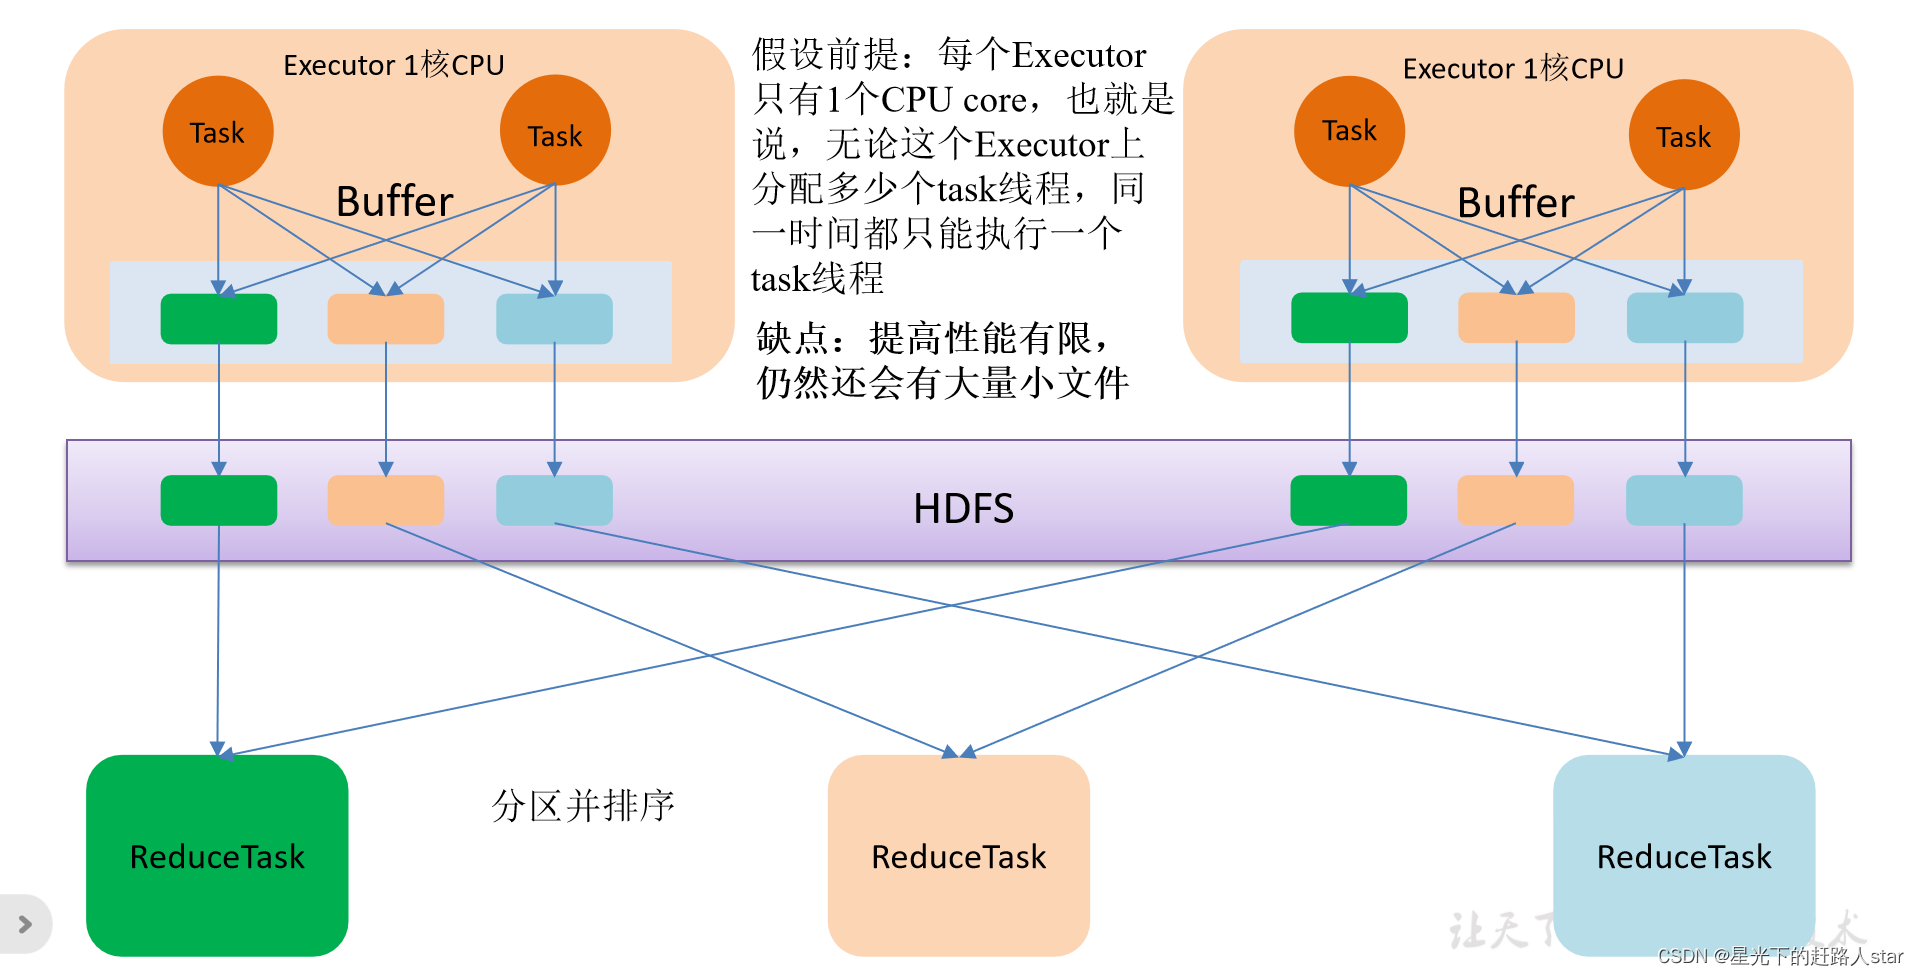 Executor 1核CPU
Task
Task
Buffer
假设前提：每个Executor
只有1个CPU core，也就是
说，无论这个Executor上
分配多少个task线程，同
一时间都只能执行一个
task线程
缺点：提高性能有限，
仍然还会有大量小文件
Executor 1核CPU
Task
Task
Buffer
HDFS
分区并排序
ReduceTask
ReduceTask
ReduceTask
让天
术
CSDN @星光下的赶路人star